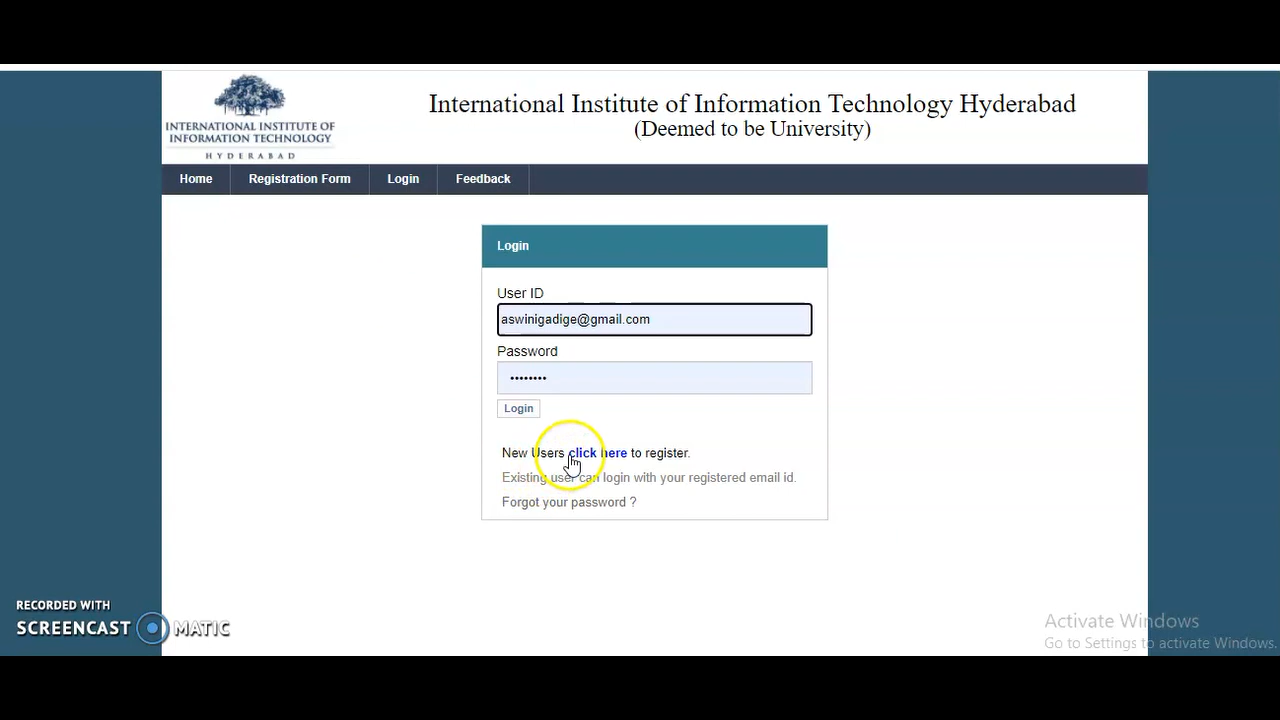 INTERNATIONAL INSTITUTE OF
INFORMATION TECHNOLOGY
HYDERABAD
International Institute of Information Technology Hyderabad
(Deemed to be University)
Home Registration Form Login Feedback
Login
User ID
aswinigadige@gmail.com
Password
••••••••
Login
New Users click here to register.
Existing user can login with your registered email id.
Forgot your password ?
RECORDED WITH
SCREENCAST MATIC
Activate Windows
Go to Settings to activate Windows.